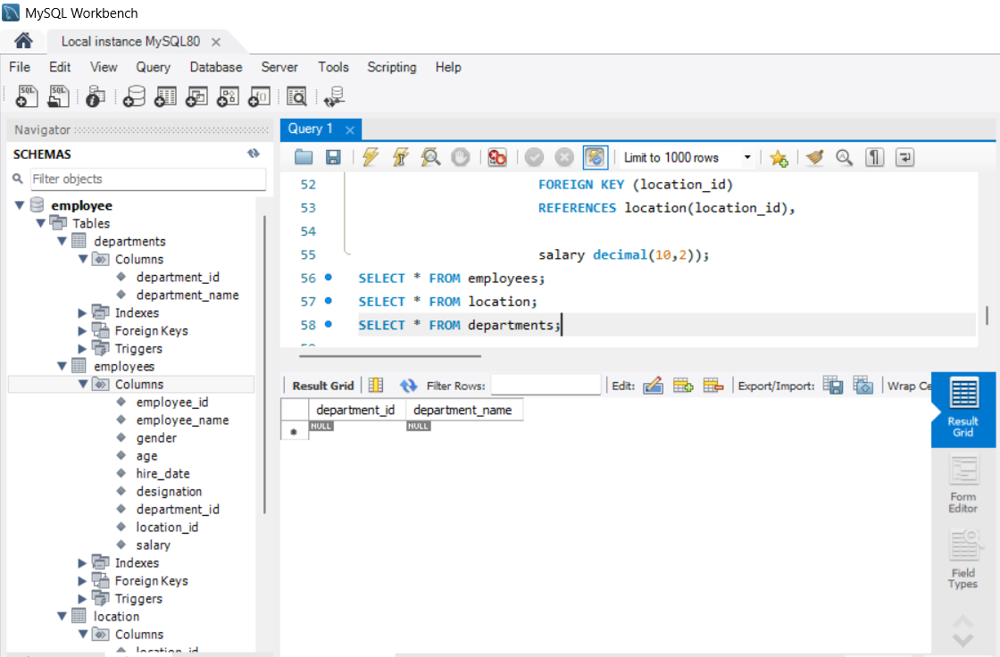 MySQL Workbench
Local instance MySQL80
File Edit View Query Database Server Tools Scripting Help
SQL SQL
Navigator
SCHEMAS
Filter objects
employee
Tables
departments
Columns
department_id
department_name
Indexes
Foreign Keys
Triggers
employees
Columns
employee_id
employee_name
gender
age
hire_date
designation
department_id
location_id
salary
Indexes
Foreign Keys
Triggers
location
Columns
location_id
Query 1
Limit to 1000 rows
52 FOREIGN KEY (location_id)
53 REFERENCES location(location_id),
54
55 salary decimal(10,2));
56 SELECT * FROM employees;
57 SELECT * FROM location;
58 SELECT * FROM departments;
59
Result Grid Filter Rows: Edit: Export/Import: Wrap Ce
department_id department_name
NULL NULL
Result
Grid
Form
Editor
Field
Types